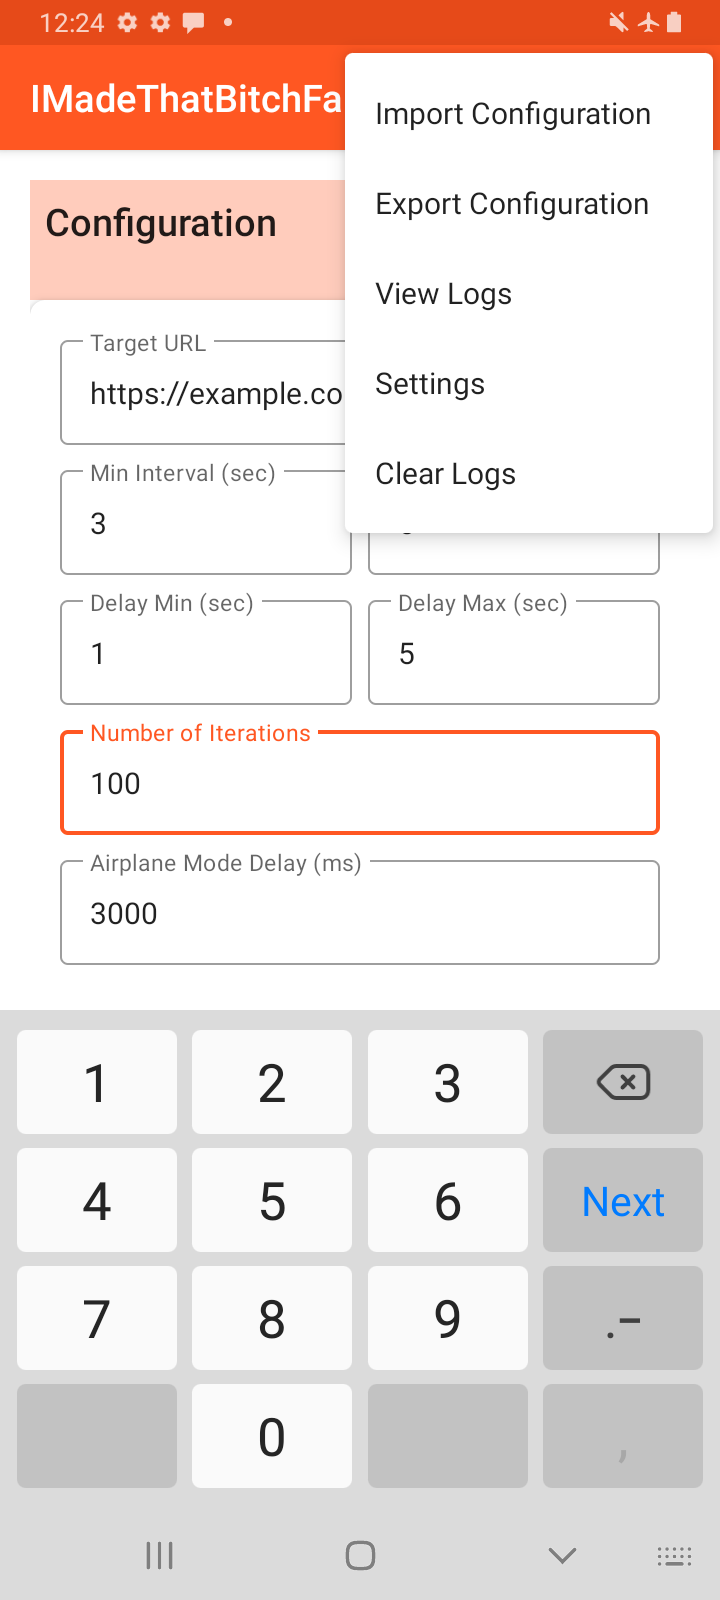 12:24
IMadeThatBitchFa
Import Configuration
Export Configuration
View Logs
Settings
Clear Logs
Configuration
Target URL
https://example.co
Min Interval (sec)
3
Delay Min (sec)
1
Delay Max (sec)
5
Number of Iterations
100
Airplane Mode Delay (ms)
3000
1 2 3
4 5 6 Next
7 8 9 .-
0 ,